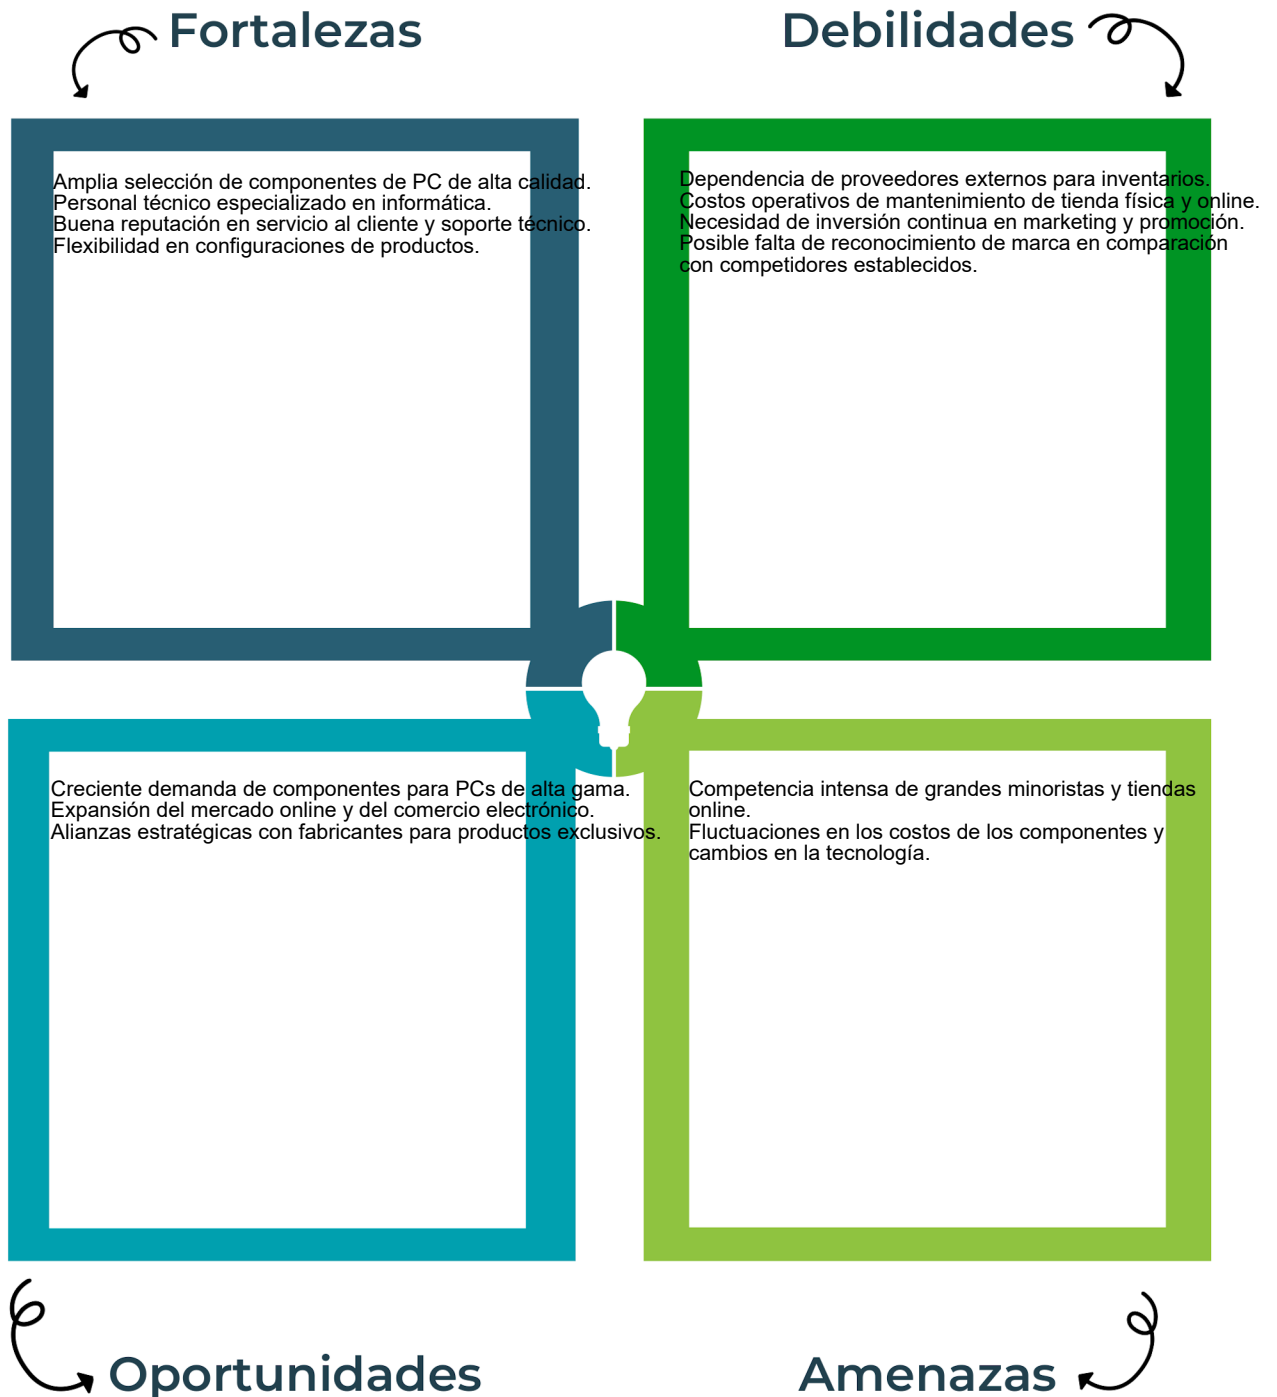 Fortalezas
Amplia selección de componentes de PC de alta calidad.
Personal técnico especializado en informática.
Buena reputación en servicio al cliente y soporte técnico.
Flexibilidad en configuraciones de productos.
Debilidades
Dependencia de proveedores externos para inventarios.
Costos operativos de mantenimiento de tienda física y online.
Necesidad de inversión continua en marketing y promoción.
Posible falta de reconocimiento de marca en comparación
con competidores establecidos.
Creciente demanda de componentes para PCs de alta gama.
Expansión del mercado online y del comercio electrónico.
Alianzas estratégicas con fabricantes para productos exclusivos.
Oportunidades
Competencia intensa de grandes minoristas y tiendas
online.
Fluctuaciones en los costos de los componentes y
cambios en la tecnología.
Amenazas